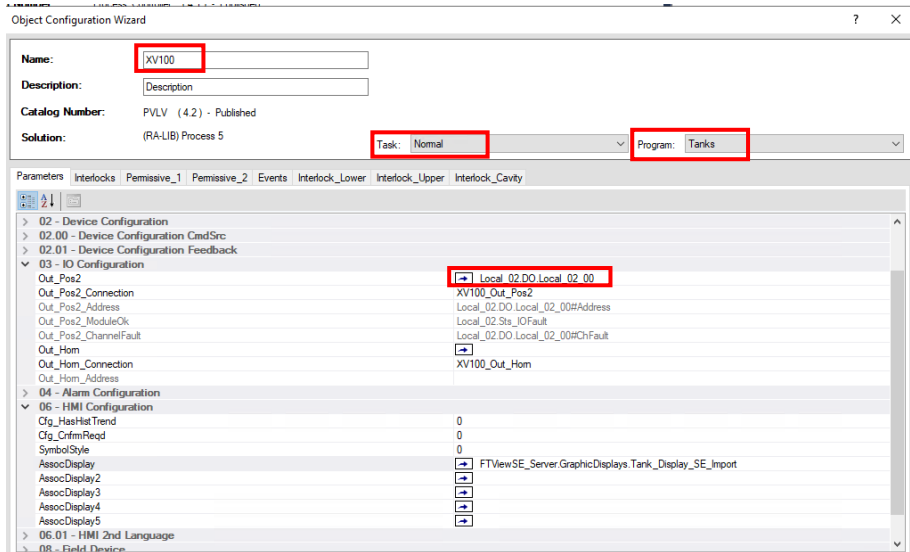 Object Configuration Wizard
? X
Name: XV100
Description: Description
Catalog Number: PVLV (4.2) - Published
Solution: (RA-LIB) Process 5
Task: Normal Program: Tanks
Parameters Interlocks Permissive_1 Permissive_2 Events Interlock_Lower Interlock_Upper Interlock_Cavity
02 - Device Configuration
02.00 - Device Configuration CmdSrc
02.01 - Device Configuration Feedback
03 - IO Configuration
Out_Pos2 Local_02.DO.Local_02_00
Out_Pos2_Connection XV100_Out_Pos2
Out_Pos2_Address Local_02.DO.Local_02_00#Address
Out_Pos2_ModuleOk Local_02.Sts_IOFault
Out_Pos2_ChannelFault Local_02.DO.Local_02_00#ChFault
Out_Horn
Out_Horn_Connection XV100_Out_Horn
Out_Horn_Address
04 - Alarm Configuration
06 - HMI Configuration
Cfg_HasHistTrend 0
Cfg_CnfrmReqd 0
SymbolStyle 0
AssocDisplay FTViewSE_Server.GraphicDisplays.Tank_Display_SE_Import
AssocDisplay2
AssocDisplay3
AssocDisplay4
AssocDisplay5
06.01 - HMI 2nd Language
08 - Field Device